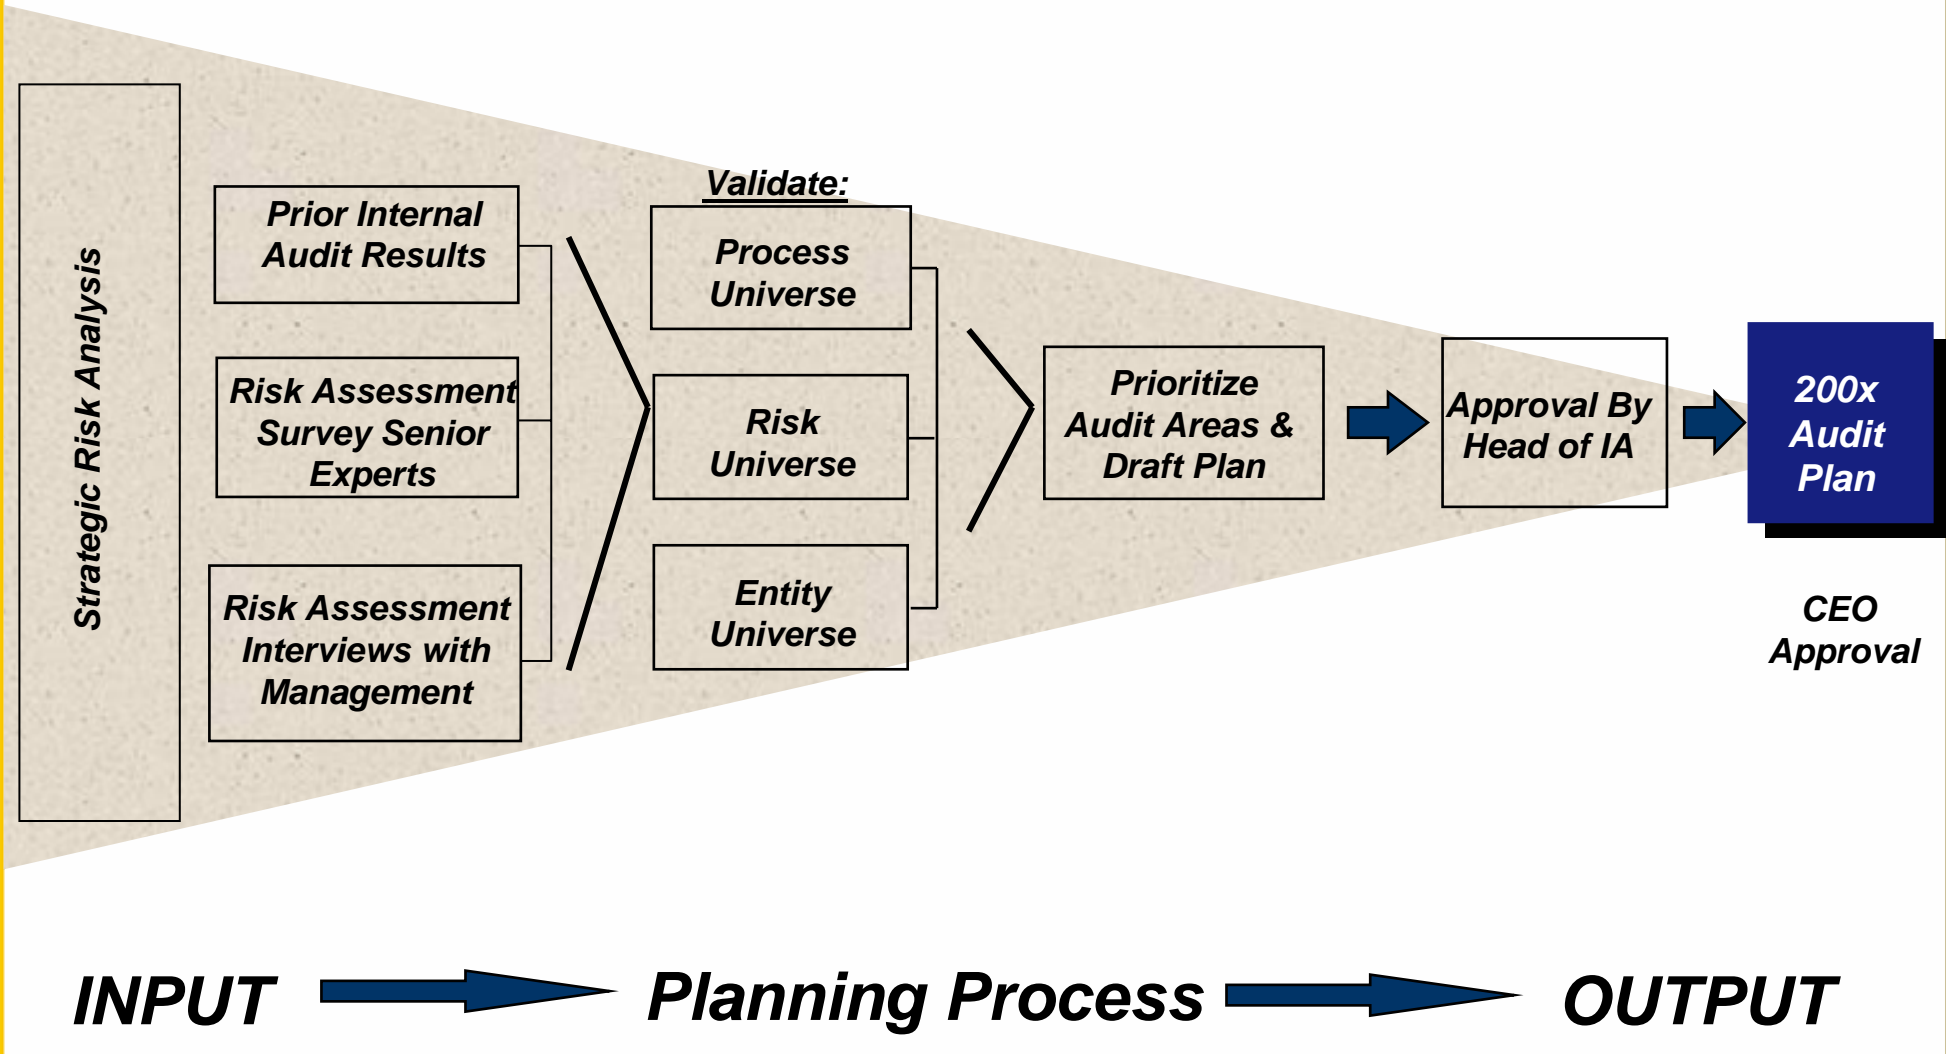 Strategic Risk Analysis
Prior Internal
Audit Results
Risk Assessment
Survey Senior
Experts
Risk Assessment
Interviews with
Management
Validate:
Process
Universe
Risk
Universe
Entity
Universe
Prioritize
Audit Areas &
Draft Plan
Approval By
Head of IA
200x
Audit
Plan
CEO
Approval
INPUT
Planning Process
OUTPUT